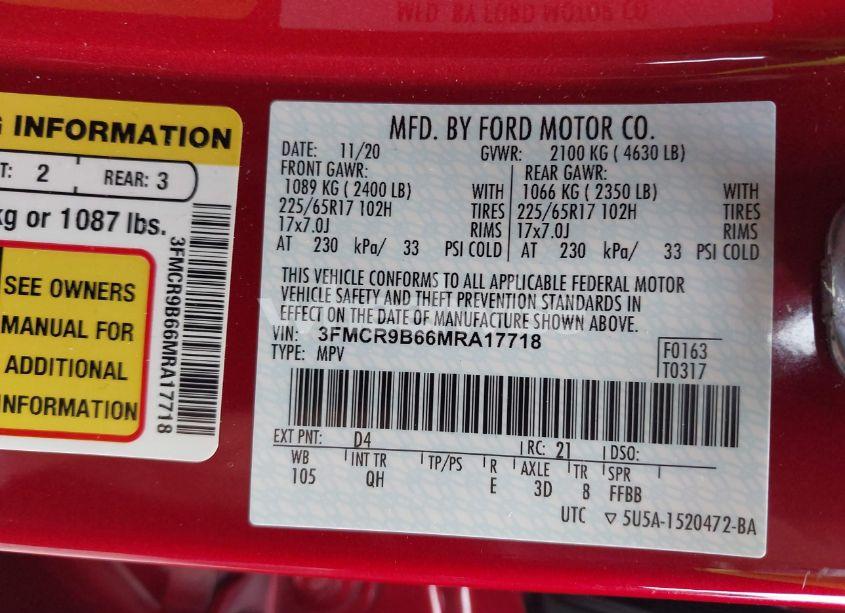 MFD. BY FORD MOTOR CO.
G INFORMATION
T: 2 REAR: 3
kg or 1087 lbs.
SEE OWNERS
MANUAL FOR
ADDITIONAL
INFORMATION
3FMCR9B66MRA17718
MFD. BY FORD MOTOR CO.
DATE: 11/20 GVWR: 2100 KG ( 4630 LB)
FRONT GAWR: REAR GAWR:
1089 KG ( 2400 LB) WITH 1066 KG ( 2350 LB) WITH
225/65R17 102H TIRES 225/65R17 102H TIRES
17x7.0J RIMS 17x7.0J RIMS
AT 230 kPa/ 33 PSI COLD AT 230 kPa/ 33 PSI COLD
THIS VEHICLE CONFORMS TO ALL APPLICABLE FEDERAL MOTOR
VEHICLE SAFETY AND THEFT PREVENTION STANDARDS IN
EFFECT ON THE DATE OF MANUFACTURE SHOWN ABOVE.
VIN: 3FMCR9B66MRA17718
TYPE: MPV
F0163
T0317
EXT PNT: D4 RC: 21 DSO:
WB INT TR TP/PS R AXLE TR SPR
105 QH E 3D 8 FFBB
UTC ▽ 5U5A-1520472-BA